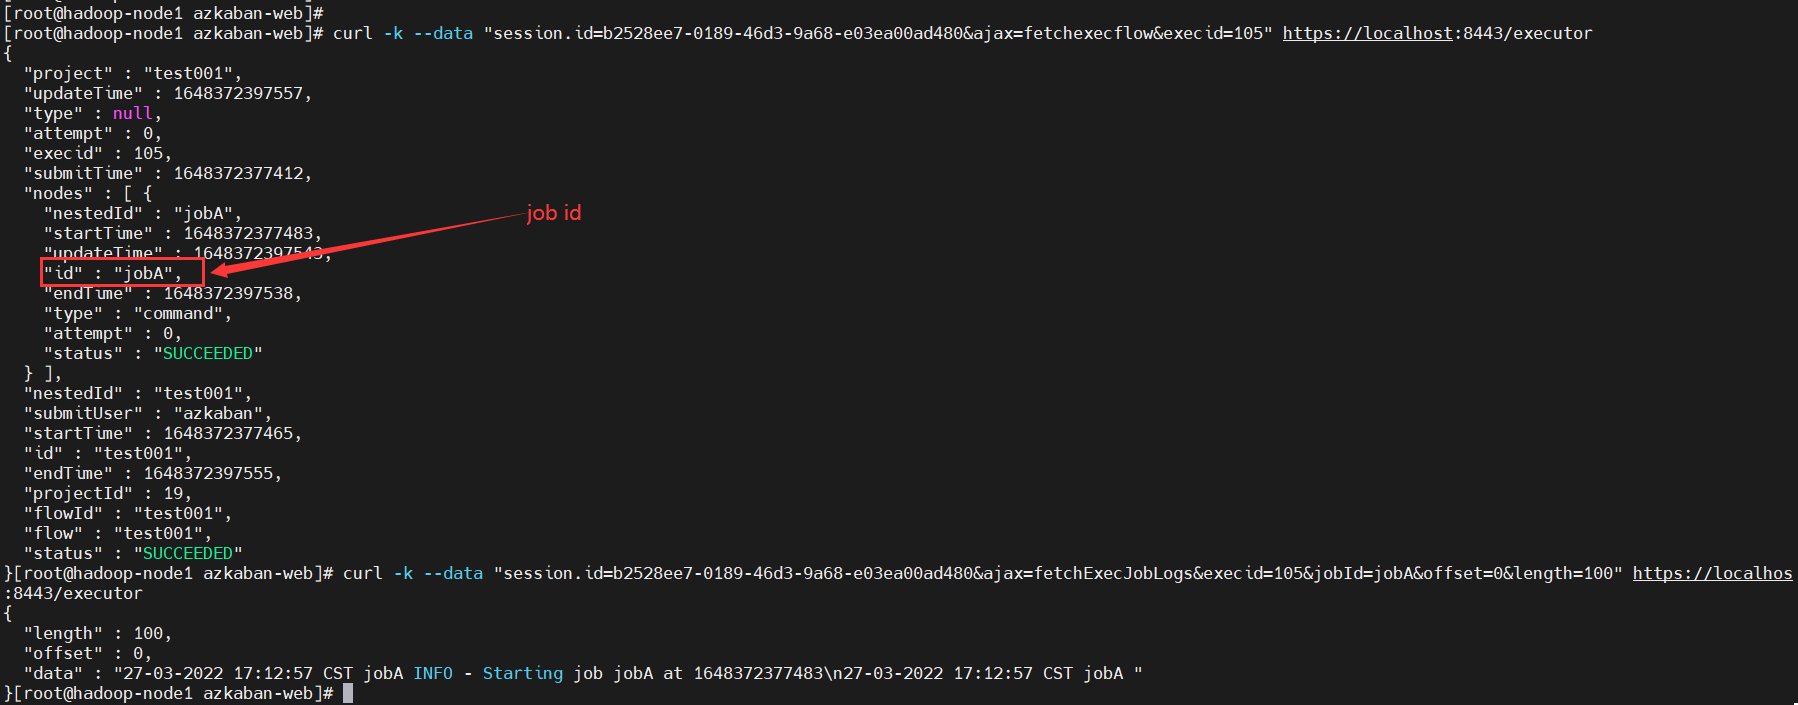 [root@hadoop-node1 azkaban-web]#
[root@hadoop-node1 azkaban-web]# curl -k --data "session.id=b2528ee7-0189-46d3-9a68-e03ea00ad480&ajax=fetchexecflow&execid=105" https://localhost:8443/executor
{
  "project" : "test001",
  "updateTime" : 1648372397557,
  "type" : null,
  "attempt" : 0,
  "execid" : 105,
  "submitTime" : 1648372377412,
  "nodes" : [ {
    "nestedId" : "jobA",
job id
    "startTime" : 1648372377483,
    "updateTime" : 1648372397543,
    "id" : "jobA",
    "endTime" : 1648372397538,
    "type" : "command",
    "attempt" : 0,
    "status" : "SUCCEEDED"
  } ],
  "nestedId" : "test001",
  "submitUser" : "azkaban",
  "startTime" : 1648372377465,
  "id" : "test001",
  "endTime" : 1648372397555,
  "projectId" : 19,
  "flowId" : "test001",
  "flow" : "test001",
  "status" : "SUCCEEDED"
}[root@hadoop-node1 azkaban-web]# curl -k --data "session.id=b2528ee7-0189-46d3-9a68-e03ea00ad480&ajax=fetchExecJobLogs&execid=105&jobId=jobA&offset=0&length=100" https://localhos
:8443/executor
{
  "length" : 100,
  "offset" : 0,
  "data" : "27-03-2022 17:12:57 CST jobA INFO - Starting job jobA at 1648372377483\n27-03-2022 17:12:57 CST jobA "
}[root@hadoop-node1 azkaban-web]#